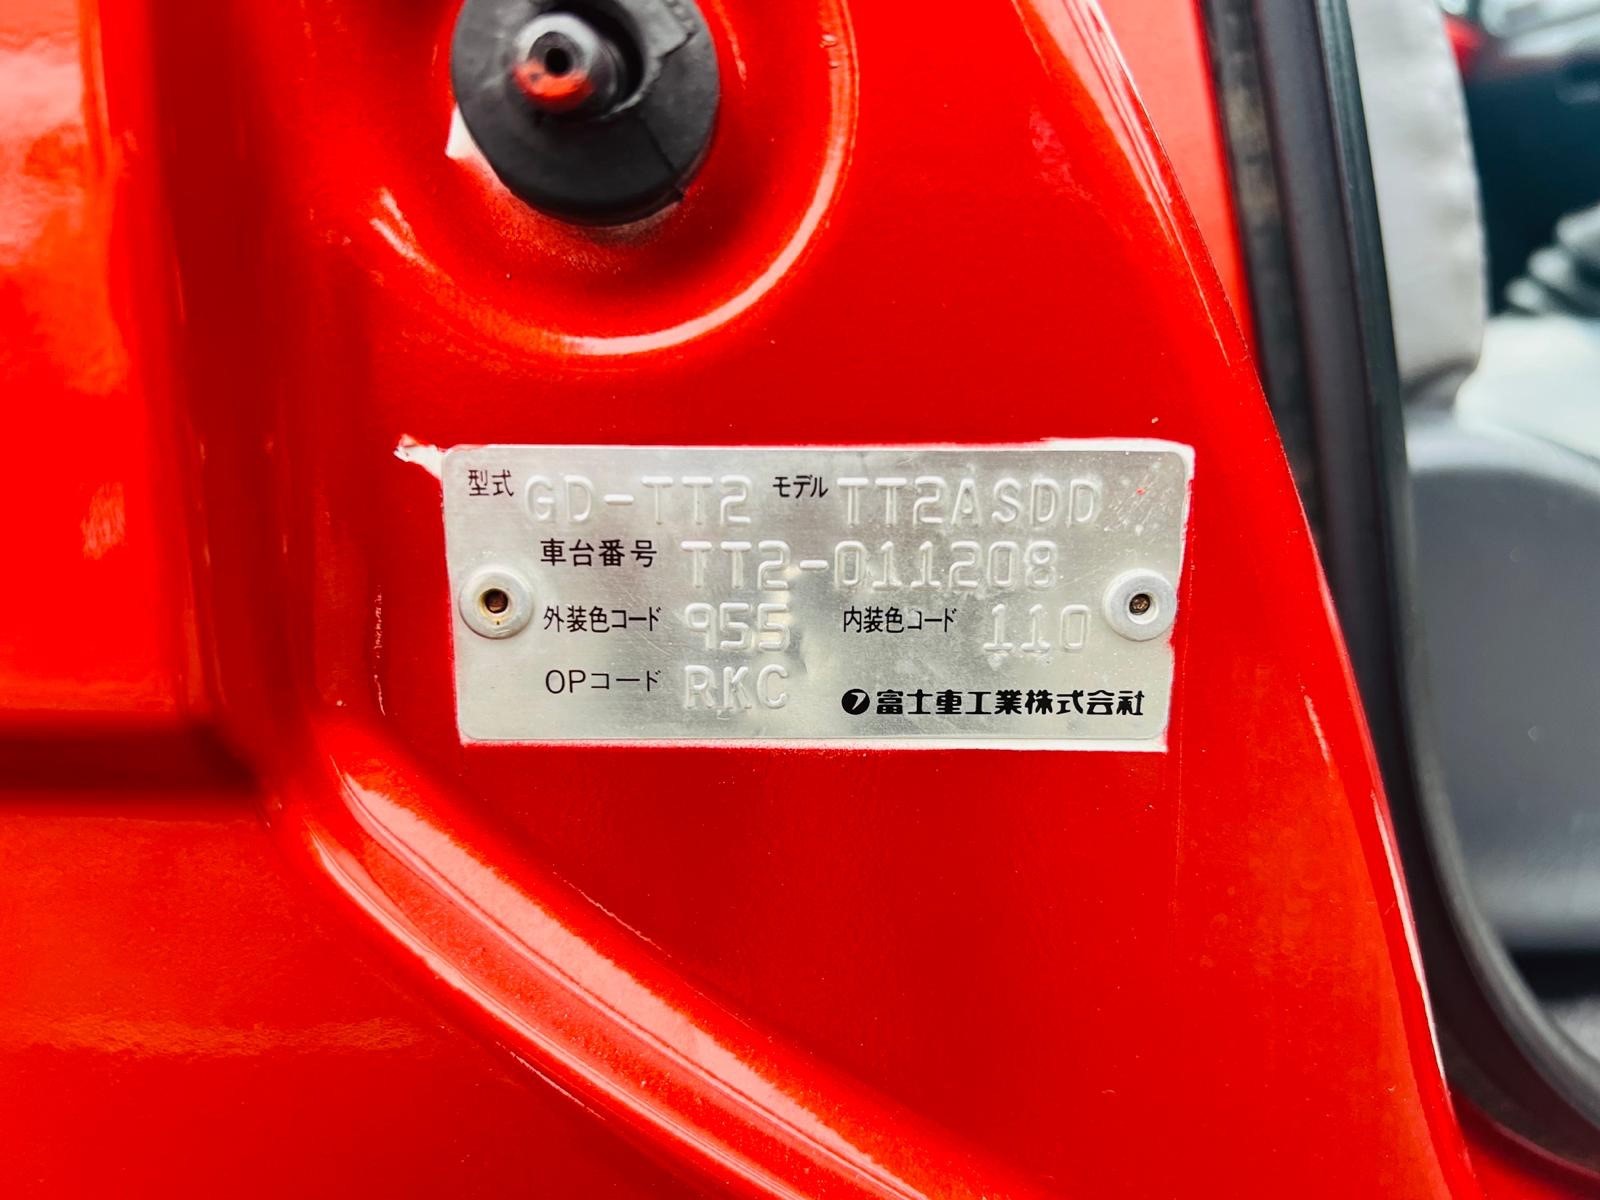 型式 GD-TT2 モデル TT2ASDD
車台番号 TT2-011208
外装色コード 955 内装色コード 110
OPコード RKC
富士重工業株式会社